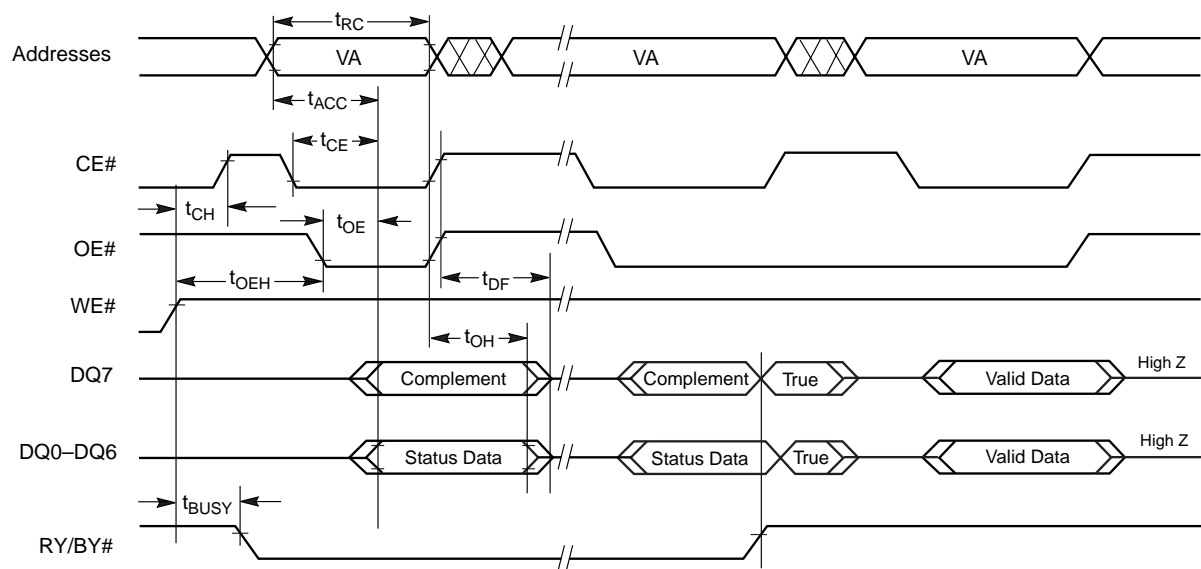 tRC
Addresses VA VA VA
tACC
tCE
CE#
tCH tOE
OE#
tOEH tDF
WE#
tOH
DQ7 Complement Complement True Valid Data High Z
DQ0–DQ6 Status Data Status Data True Valid Data High Z
tBUSY
RY/BY#